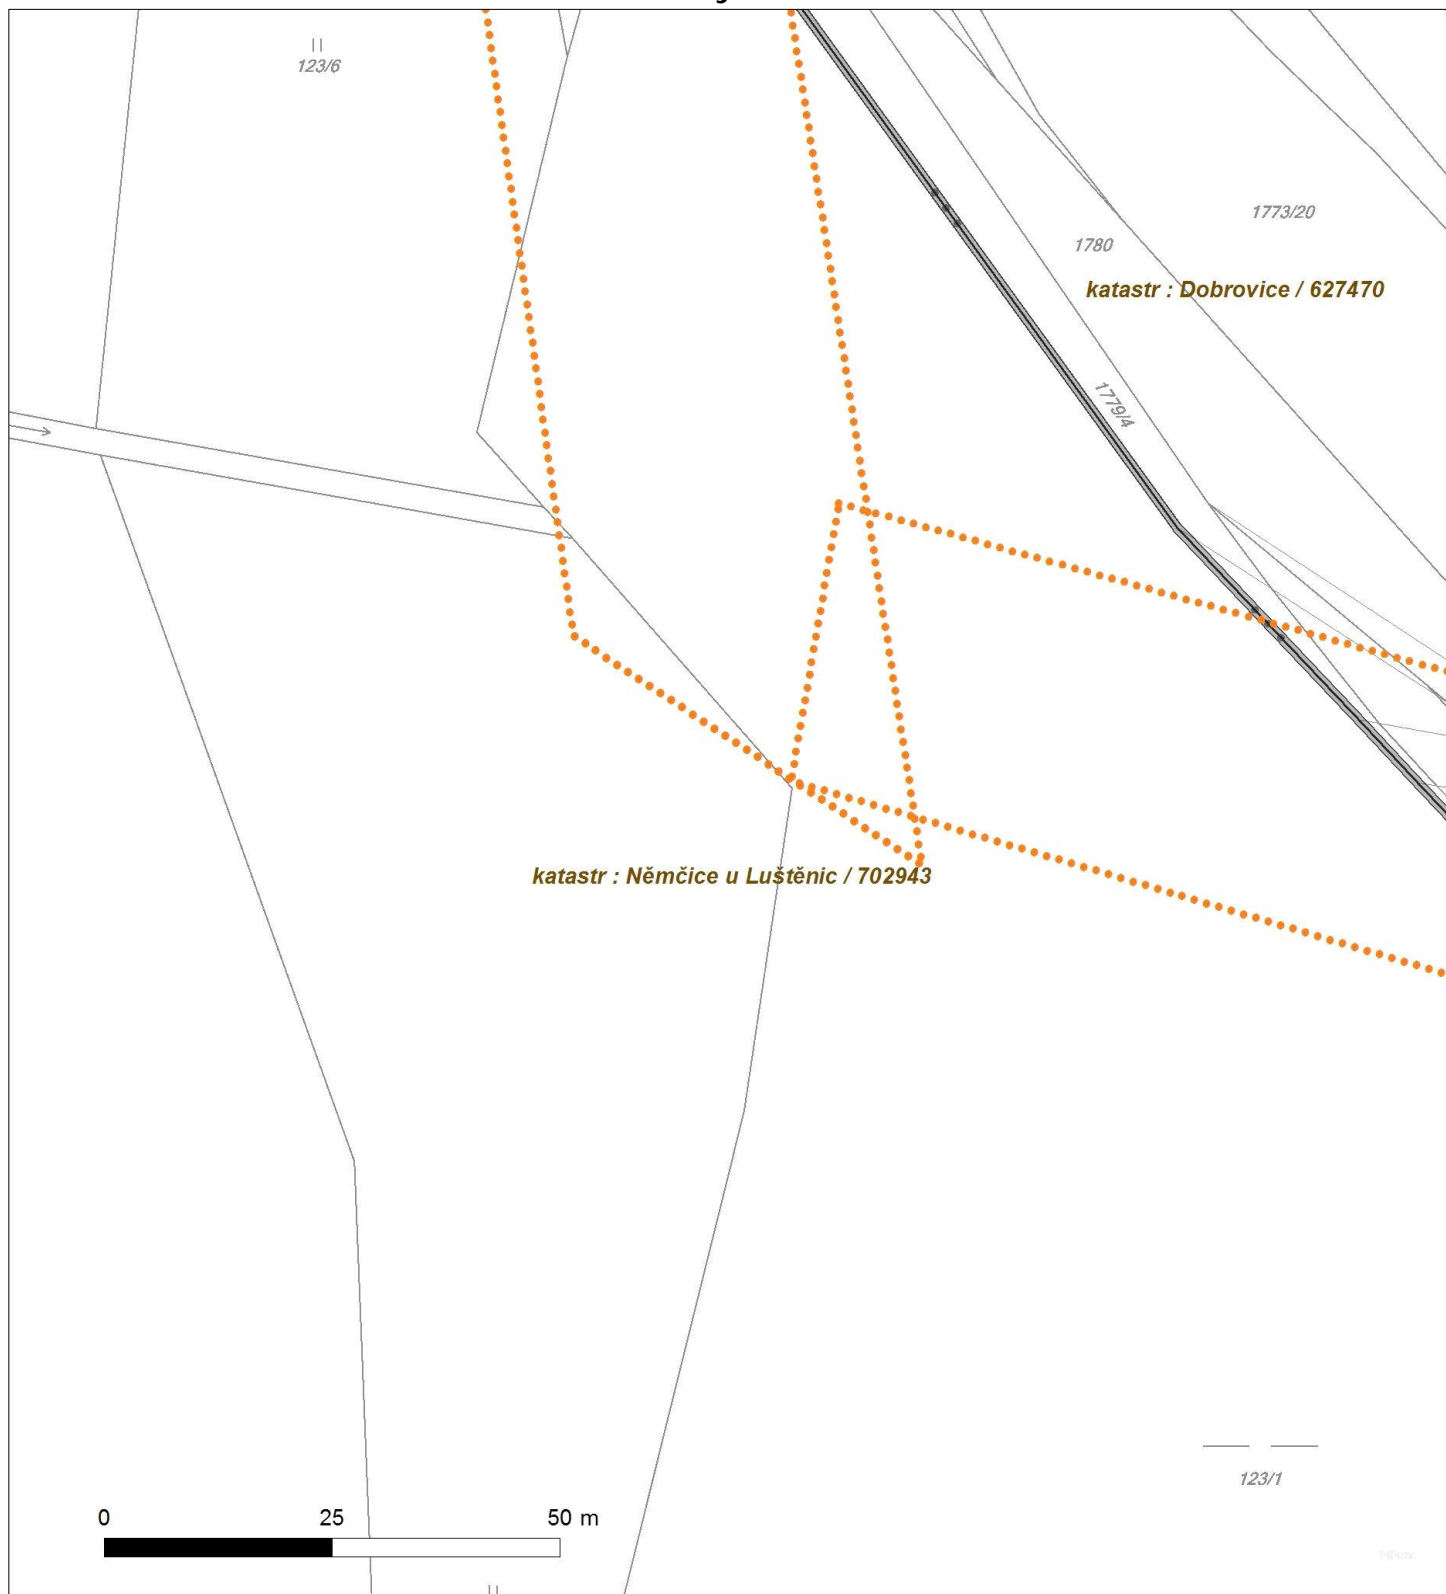 123/6
1773/20
1780
katastr : Dobrovice / 627470
1779/4
katastr : Němčice u Luštěnic / 702943
123/1
0 25 50 m